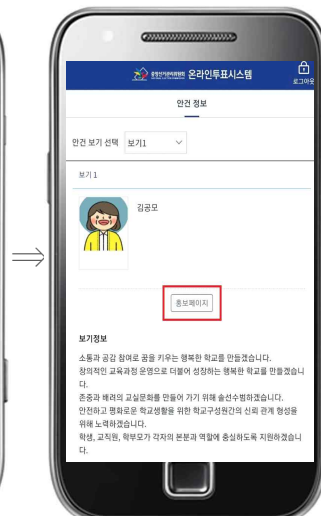 중앙선거관리위원회 온라인투표시스템
로그아웃
안건 정보
안건 보기 선택 보기1
보기 1
김공모
홍보페이지
보기정보
소통과 공감 참여로 꿈을 키우는 행복한 학교를 만들겠습니다.
창의적인 교육과정 운영으로 더불어 성장하는 행복한 학교를 만들겠습니
다.
존중과 배려의 교실문화를 만들어 가기 위해 솔선수범하겠습니다.
안전하고 평화로운 학교생활을 위한 학교구성원간의 신뢰 관계 형성을
위해 노력하겠습니다.
학생, 교직원, 학부모가 각자의 본분과 역할에 충실하도록 지원하겠습니
다.